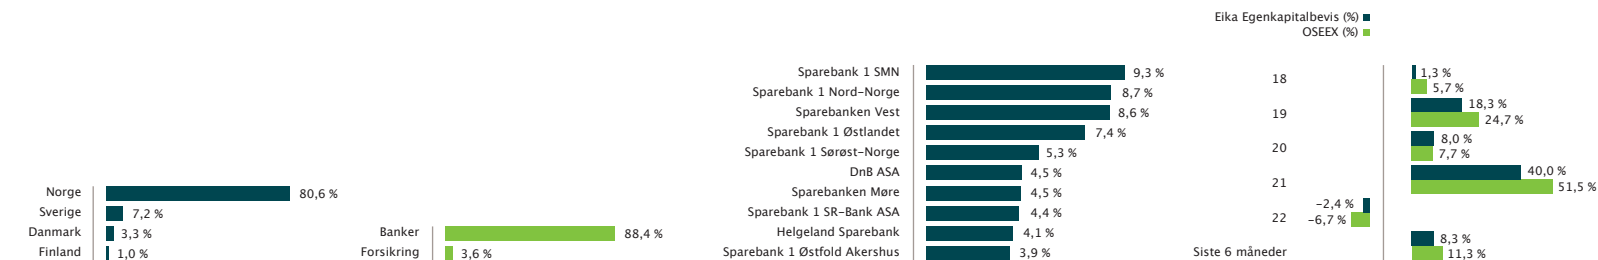 Eika Egenkapitalbevis (%)
OSEEX (%)
Norge 80,6 %
Sverige 7,2 %
Danmark 3,3 %
Finland 1,0 %
Banker 88,4 %
Forsikring 3,6 %
Sparebank 1 SMN 9,3 %
Sparebank 1 Nord-Norge 8,7 %
Sparebanken Vest 8,6 %
Sparebank 1 Østlandet 7,4 %
Sparebank 1 Sørøst-Norge 5,3 %
DnB ASA 4,5 %
Sparebanken Møre 4,5 %
Sparebank 1 SR-Bank ASA 4,4 %
Helgeland Sparebank 4,1 %
Sparebank 1 Østfold Akershus 3,9 %
18 1,3 %
5,7 %
19 18,3 %
24,7 %
20 8,0 %
7,7 %
21 40,0 %
51,5 %
22 -2,4 %
-6,7 %
Siste 6 måneder 8,3 %
11,3 %